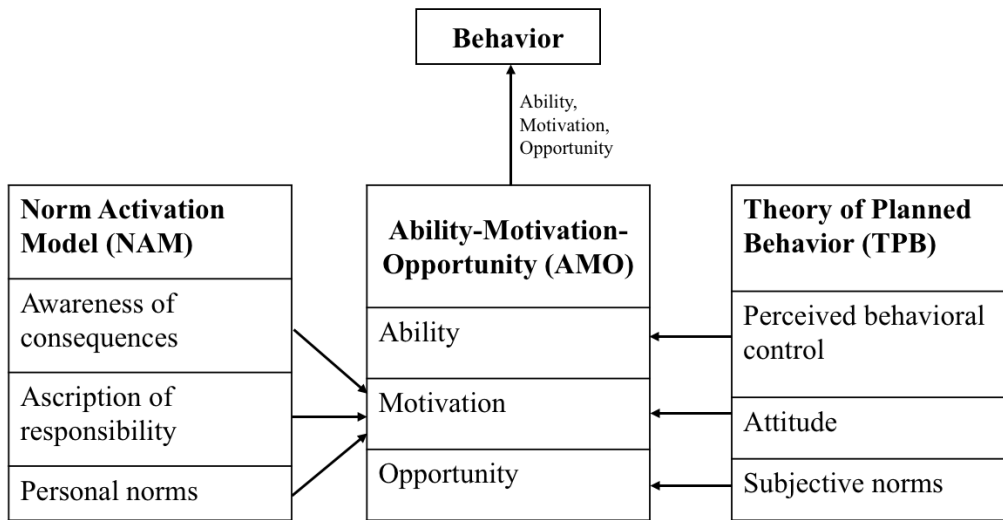 Behavior
Ability,
Motivation,
Opportunity
Norm Activation
Model (NAM)
Awareness of
consequences
Ascription of
responsibility
Personal norms
Ability-Motivation-
Opportunity (AMO)
Ability
Motivation
Opportunity
Theory of Planned
Behavior (TPB)
Perceived behavioral
control
Attitude
Subjective norms